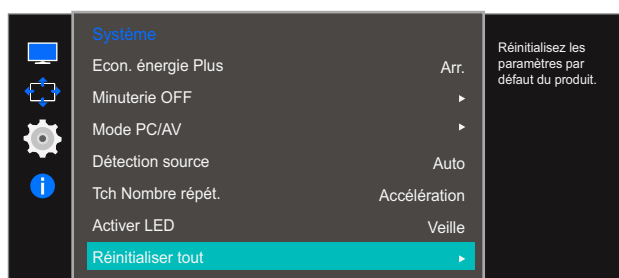 Système
Econ. énergie Plus Arr.
Minuterie OFF
Mode PC/AV
Détection source Auto
Tch Nombre répét. Accélération
Activer LED Veille
Réinitialiser tout
Réinitialisez les
paramètres par
défaut du produit.